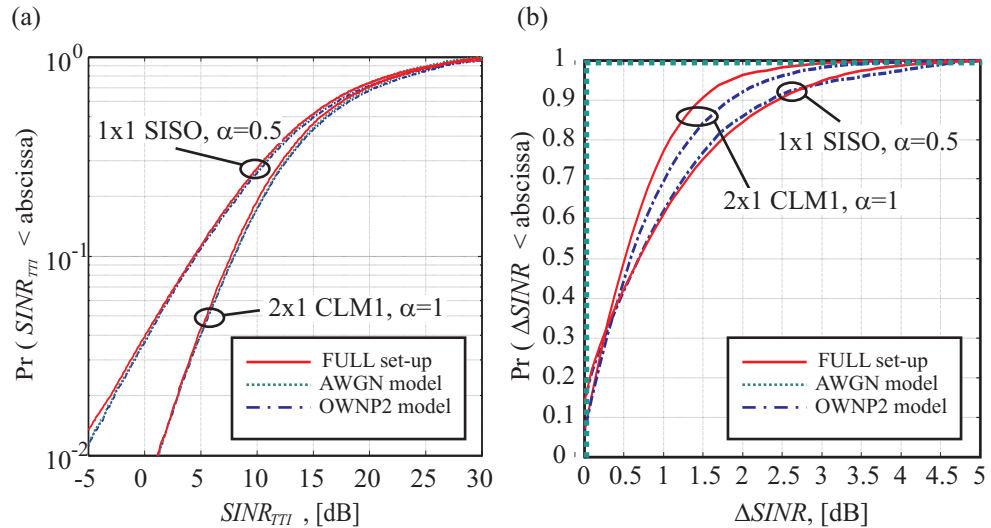 (a)
10^0
10^-1
10^-2
-5 0 5 10 15 20 25 30
Pr ( SINR_TTI < abscissa)
SINR_TTI , [dB]
1x1 SISO, α=0.5
2x1 CLM1, α=1
FULL set-up
AWGN model
OWNP2 model
(b)
1
0.9
0.8
0.7
0.6
0.5
0.4
0.3
0.2
0.1
0
0 0.5 1 1.5 2 2.5 3 3.5 4 4.5 5
Pr ( ΔSINR < abscissa)
ΔSINR, [dB]
1x1 SISO, α=0.5
2x1 CLM1, α=1
FULL set-up
AWGN model
OWNP2 model